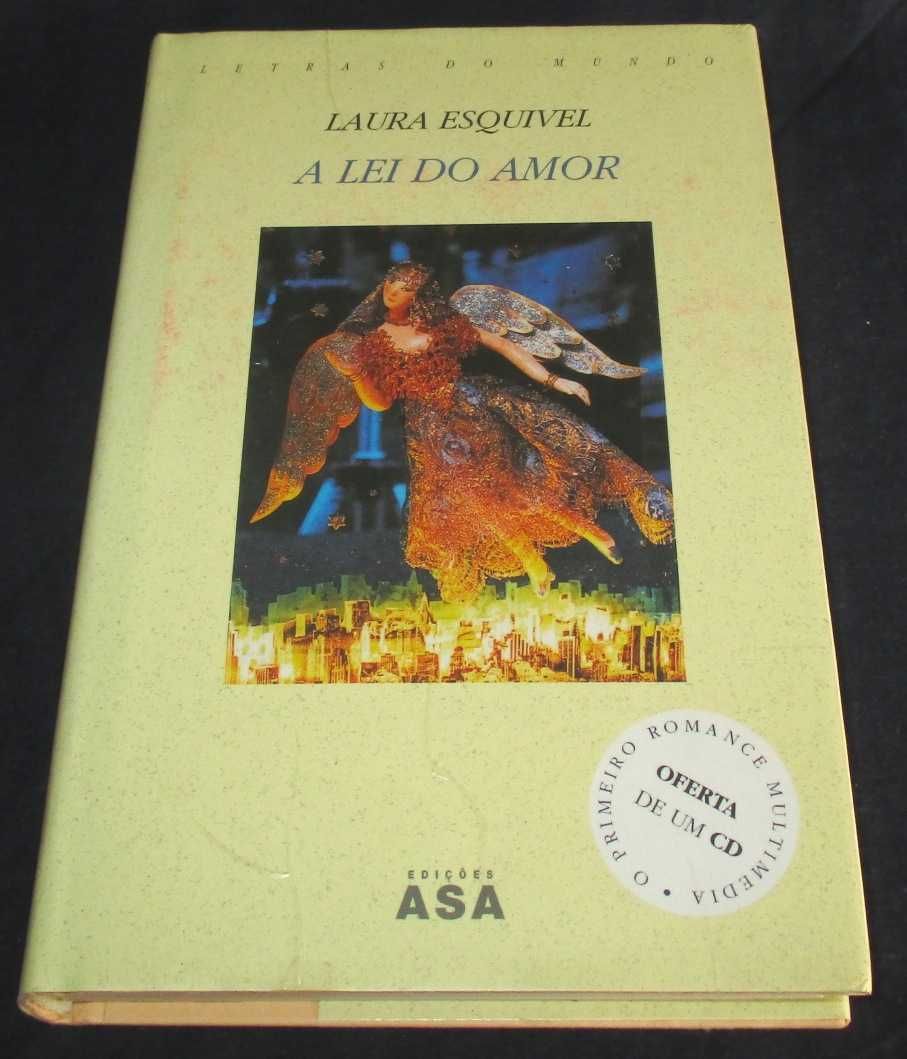 LETRAS DO MUNDO
LAURA ESQUIVEL
A LEI DO AMOR
O PRIMEIRO ROMANCE MULTIMEDIA •
OFERTA
DE UM CD
EDIÇÕES
ASA